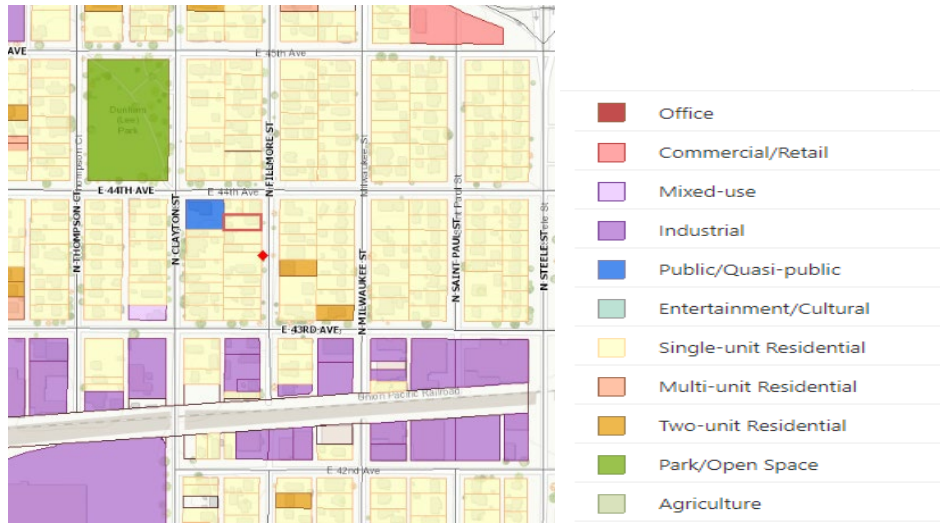 E 45th Ave
AVE
Park
E 44TH AVE
E 44th Ave
N THOMPSON CT
N CLAYTON ST
N FILLMORE ST
N MILWAUKEE ST
N SAINT PAUL ST
N STEELE ST
E 43RD AVE
Union Pacific Railroad
E 42nd Ave
Office
Commercial/Retail
Mixed-use
Industrial
Public/Quasi-public
Entertainment/Cultural
Single-unit Residential
Multi-unit Residential
Two-unit Residential
Park/Open Space
Agriculture